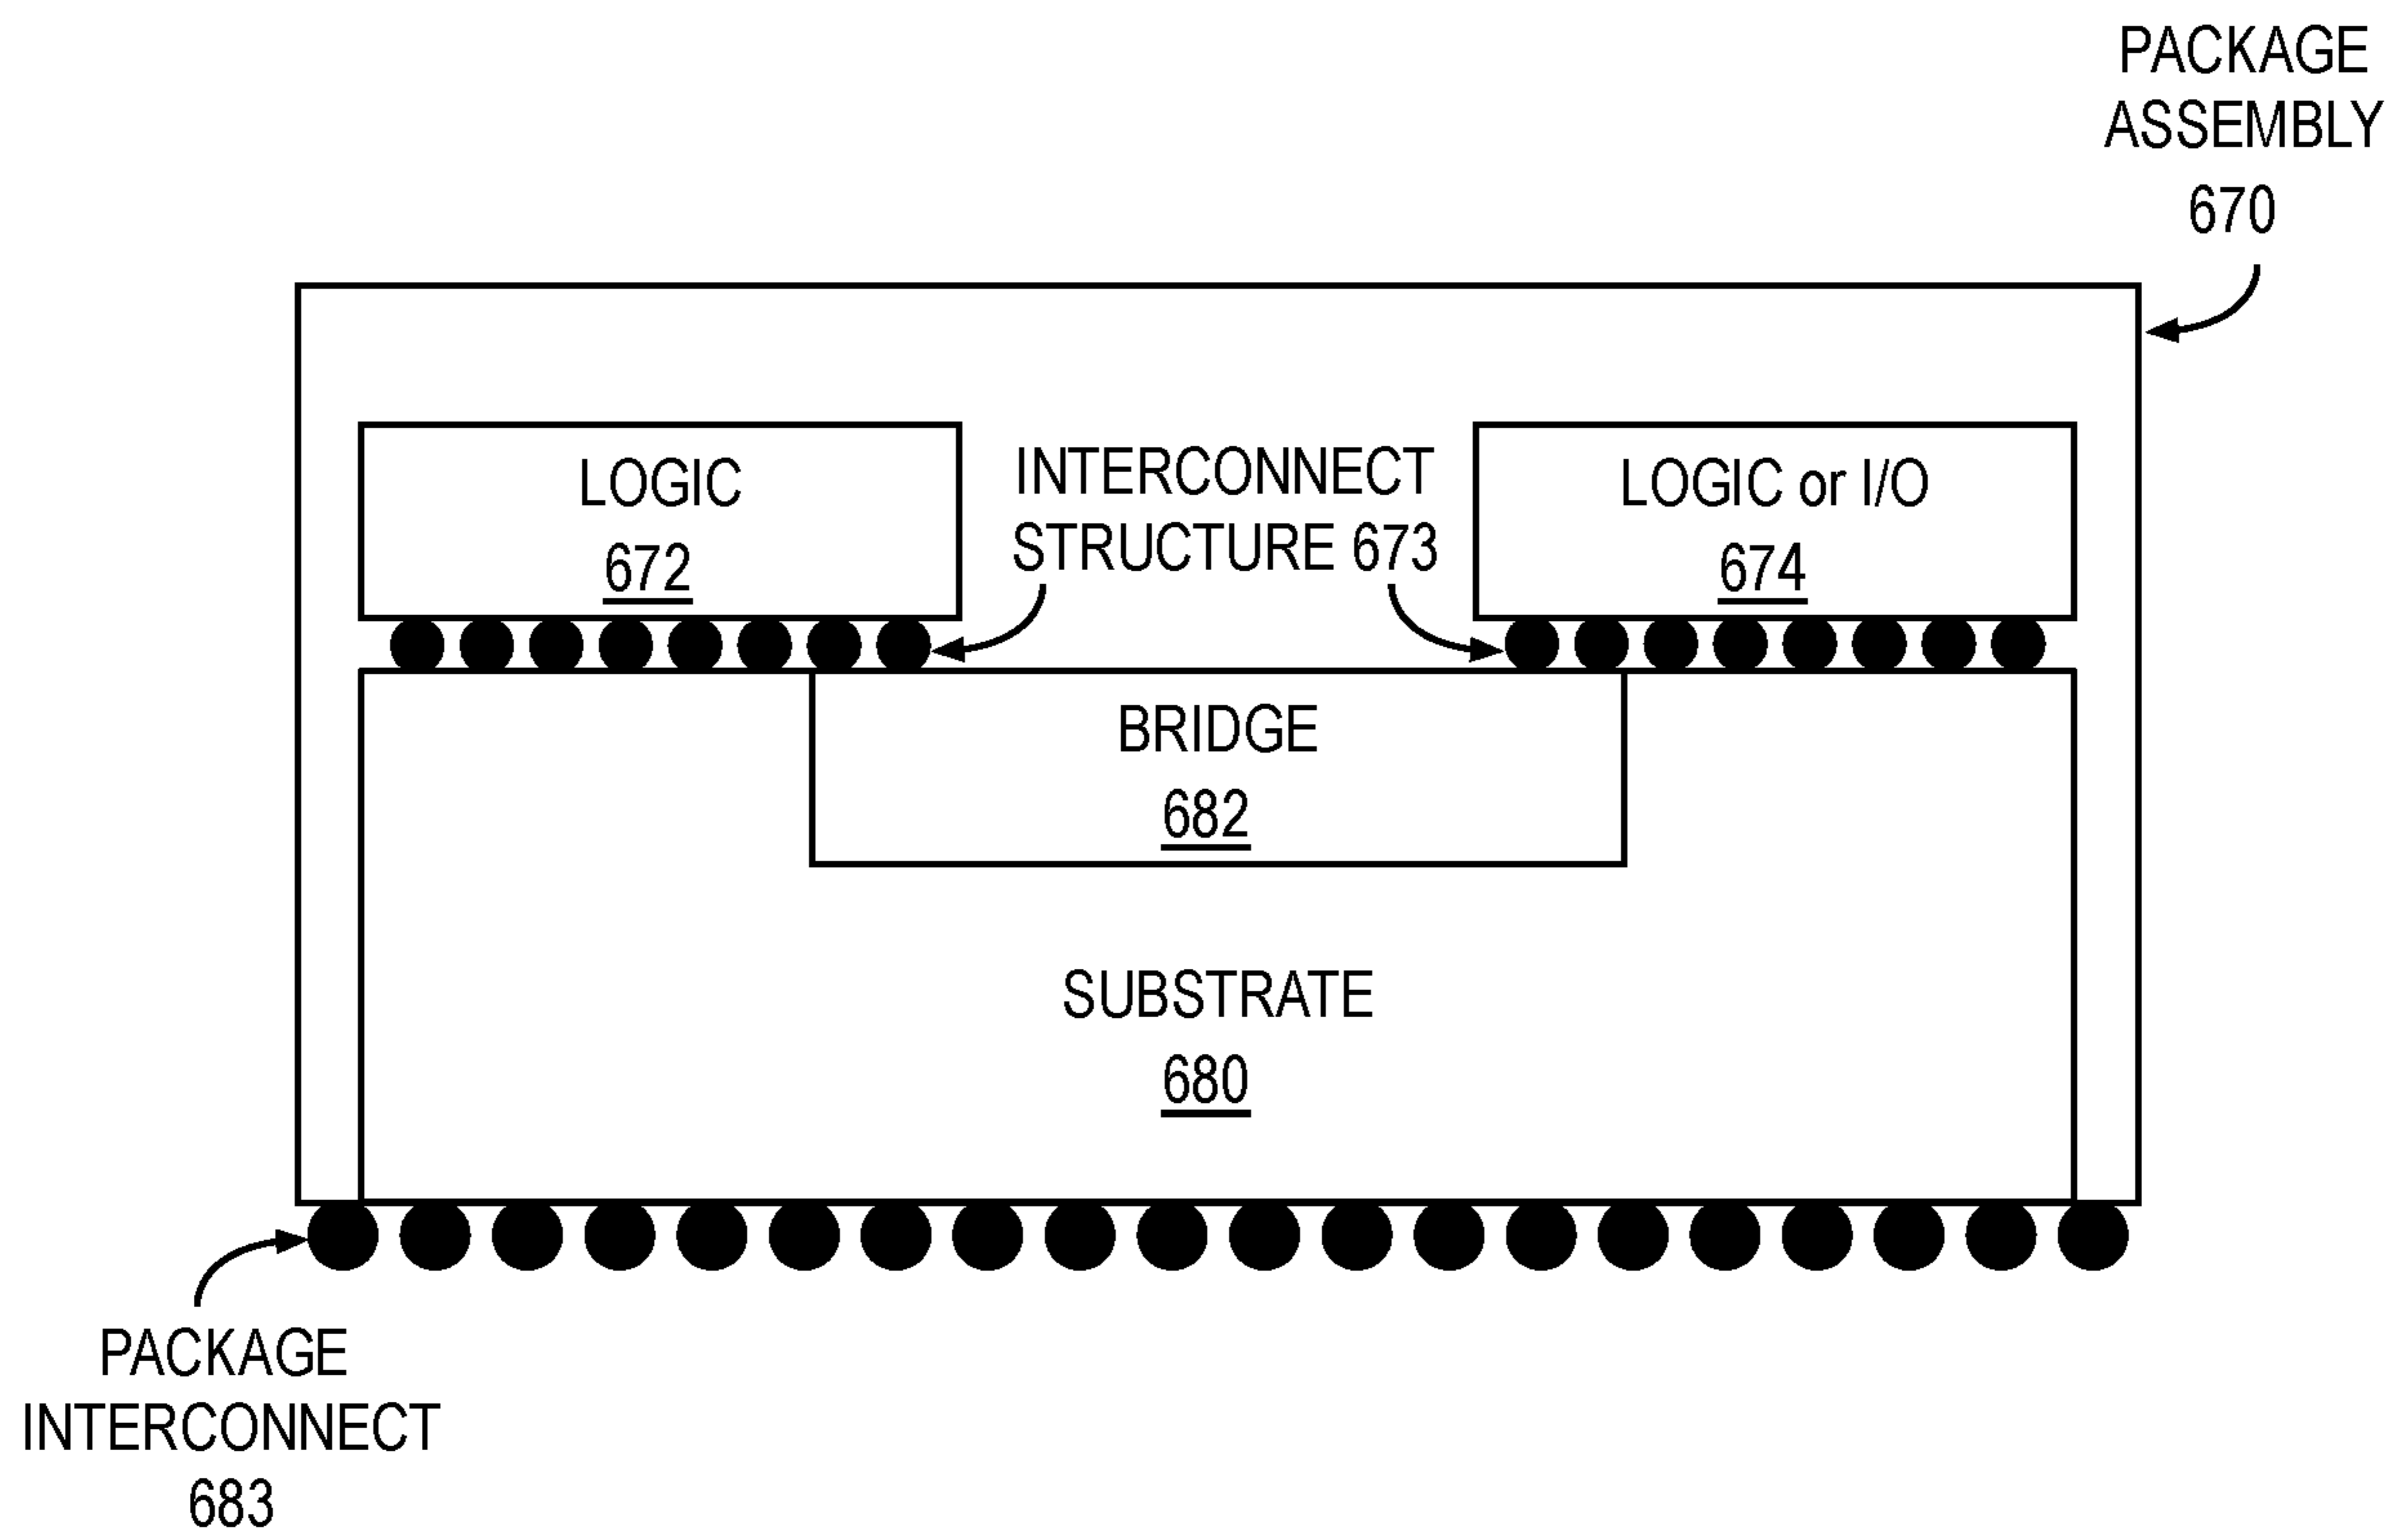 PACKAGE
ASSEMBLY
670
LOGIC
672
INTERCONNECT
STRUCTURE 673
LOGIC or I/O
674
BRIDGE
682
SUBSTRATE
680
PACKAGE
INTERCONNECT
683